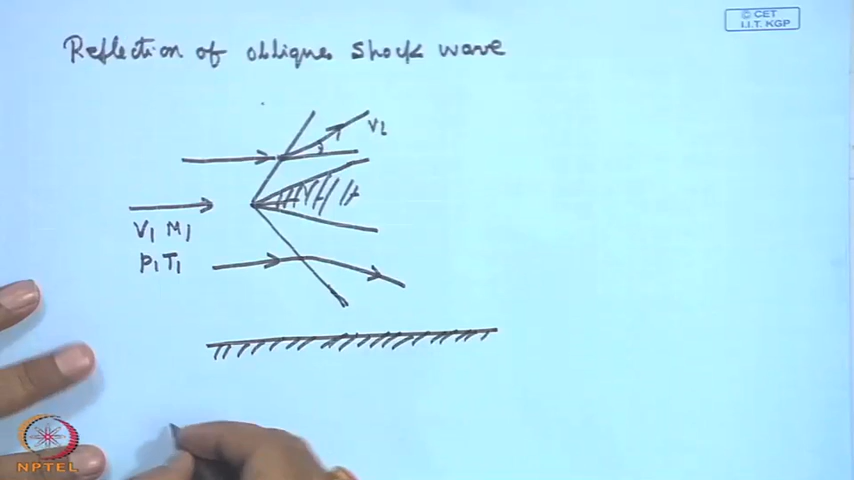 © CET
I.I.T. KGP
Reflection of oblique shock wave
V2
V1 M1
P1 T1
NPTEL